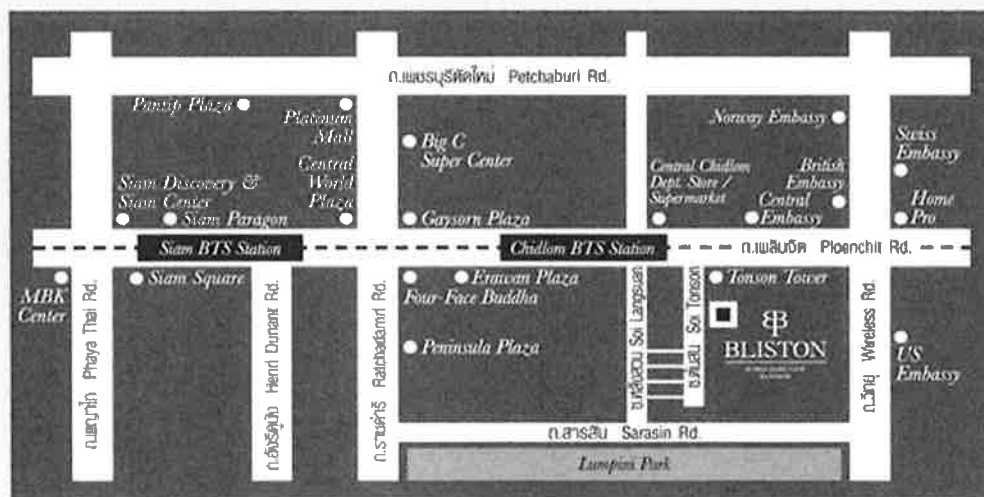 ถ.เพชรบุรีตัดใหม่ Petchaburi Rd.
Pantip Plaza
Platinum
Mall
Norway Embassy
Swiss
Embassy
Big C
Super Center
Central
World
Plaza
Central Chidlom
Dept. Store /
Supermarket
British
Embassy
Siam Discovery &
Siam Center
Siam Paragon
Gaysorn Plaza
Central
Embassy
Home
Pro
Siam BTS Station
Chidlom BTS Station
ถ.เพลินจิต Ploenchit Rd.
MBK
Center
Siam Square
Erawan Plaza
Four-Face Buddha
Tonson Tower
Peninsula Plaza
BLISTON
US
Embassy
ถ.พญาไท Phaya Thai Rd.
ถ.อังรีดูนังต์ Henri Dunant Rd.
ถ.ราชดำริ Ratchadamri Rd.
ซ.หลังสวน Soi Langsuan
ซ.ต้นสน Soi Tonson
ถ.วิทยุ Wireless Rd.
ถ.สารสิน Sarasin Rd.
Lumpini Park